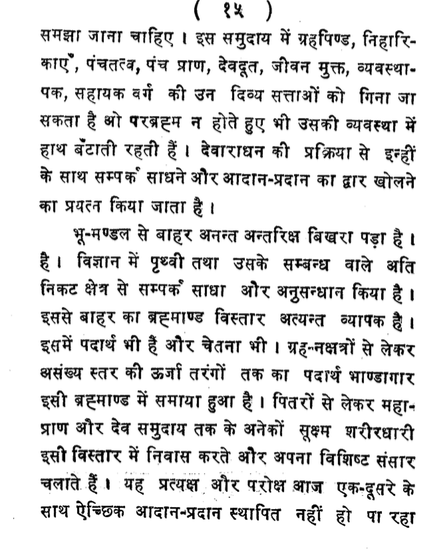 ( १५ )
समझा जाना चाहिए । इस समुदाय में ग्रहपिण्ड, निहारि-
काएँ, पंचतत्व, पंच प्राण, देवदूत, जीवन मुक्त, व्यवस्था-
पक, सहायक वर्ग की उन दिव्य सत्ताओं को गिना जा
सकता है ओ परब्रह्म न होते हुए भी उसकी व्यवस्था में
हाथ बँटाती रहती हैं । देवाराधन की प्रक्रिया से इन्हीं
के साथ सम्पर्क साधने और आदान-प्रदान का द्वार खोलने
का प्रयत्न किया जाता है ।
भू-मण्डल से बाहर अनन्त अन्तरिक्ष बिखरा पड़ा है ।
है । विज्ञान में पृथ्वी तथा उसके सम्बन्ध वाले अति
निकट क्षेत्र से सम्पर्क साधा और अनुसन्धान किया है ।
इससे बाहर का ब्रह्माण्ड विस्तार अत्यन्त व्यापक है ।
इसमें पदार्थ भी हैं और चेतना भी । ग्रह-नक्षत्रों से लेकर
असंख्य स्तर की ऊर्जा तरंगों तक का पदार्थ भाण्डागार
इसी ब्रह्माण्ड में समाया हुआ है । पितरों से लेकर महा-
प्राण और देव समुदाय तक के अनेकों सूक्ष्म शरीरधारी
इसी विस्तार में निवास करते और अपना विशिष्ट संसार
चलाते हैं । यह प्रत्यक्ष और परोक्ष आज एक-दूसरे के
साथ ऐच्छिक आदान-प्रदान स्थापित नहीं हो पा रहा